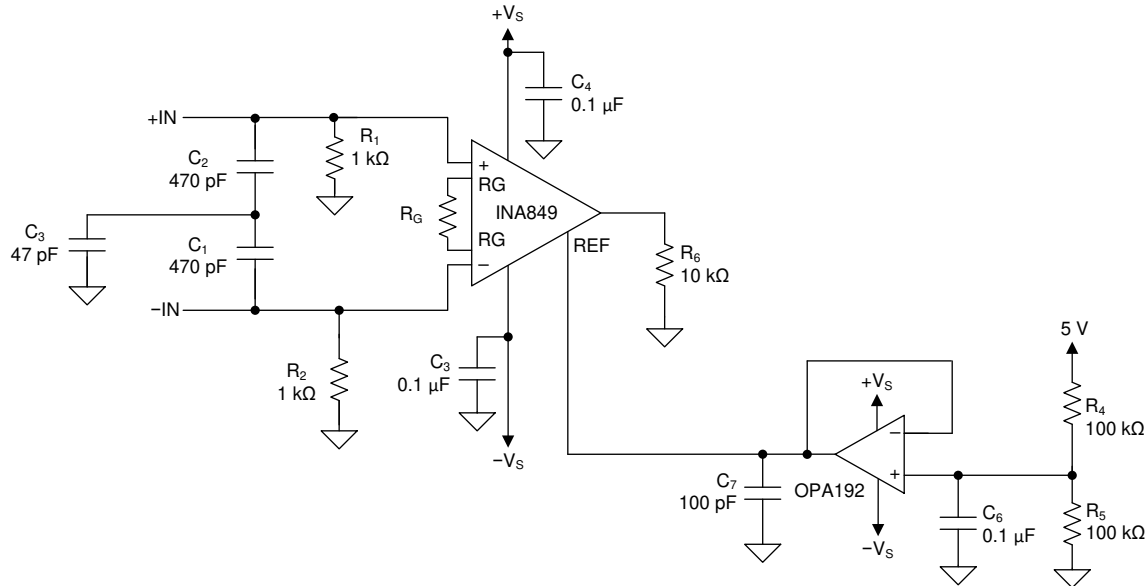 +VS
C4
0.1 µF
+IN
R1
1 kΩ
C2
470 pF
+
RG
INA849
RG
RG
−
REF
C3
47 pF
C1
470 pF
R6
10 kΩ
−IN
5 V
C3
0.1 µF
R2
1 kΩ
+VS
R4
100 kΩ
−
−VS
+
C7
100 pF
OPA192
C6
0.1 µF
R5
100 kΩ
−VS